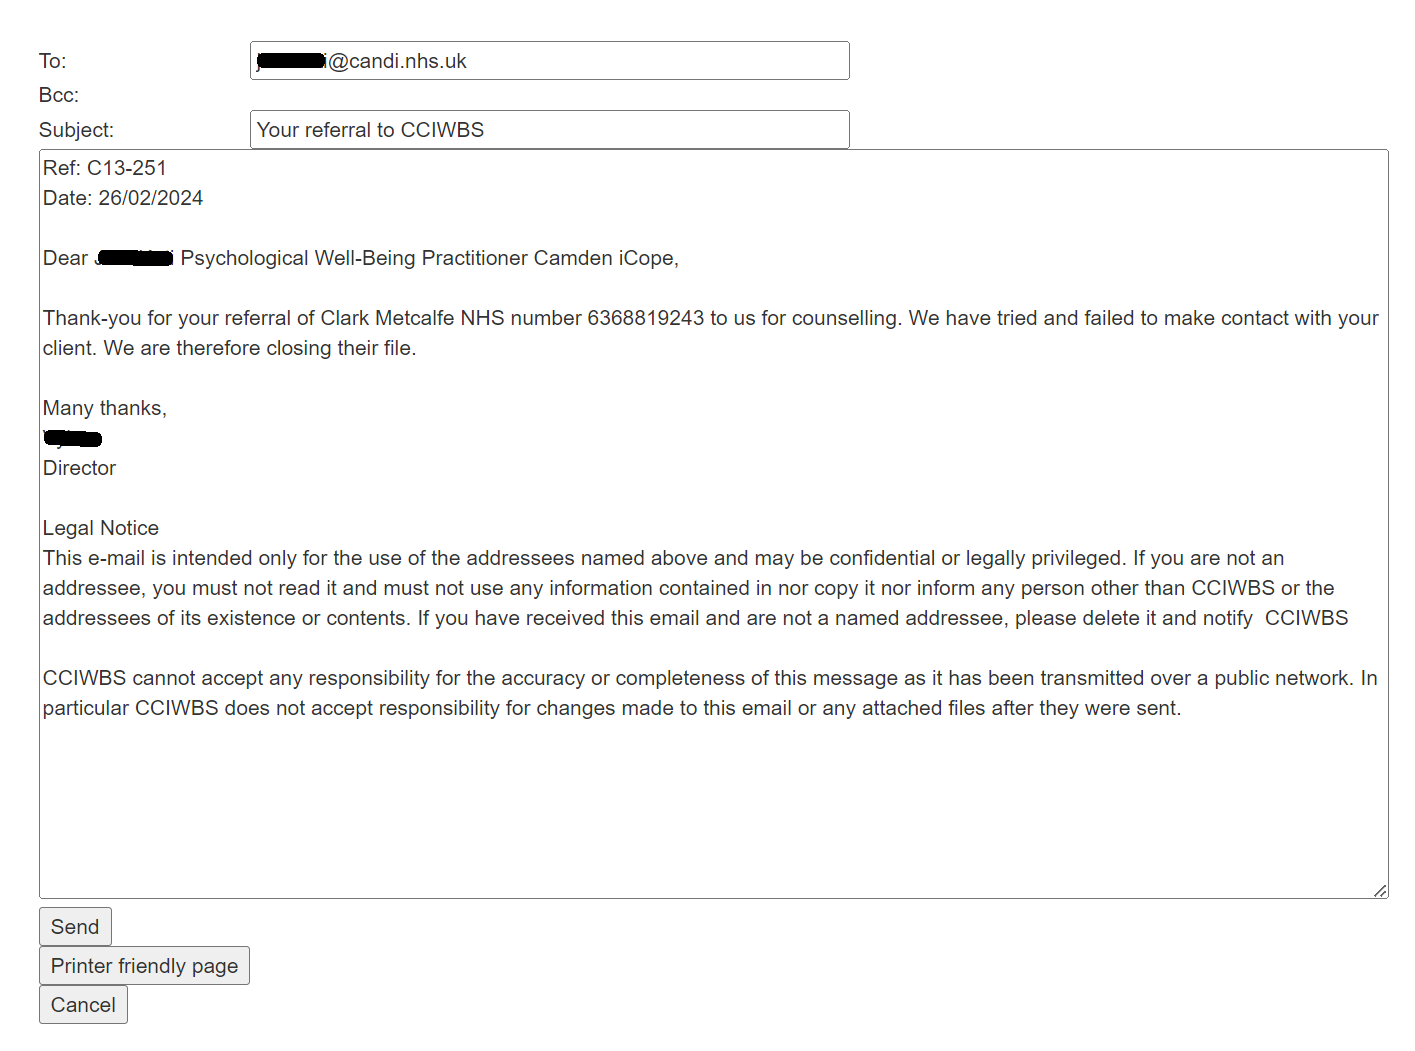 To: @candi.nhs.uk
Bcc:
Subject: Your referral to CCIWBS
Ref: C13-251
Date: 26/02/2024
Dear Psychological Well-Being Practitioner Camden iCope,
Thank-you for your referral of Clark Metcalfe NHS number 6368819243 to us for counselling. We have tried and failed to make contact with your
client. We are therefore closing their file.
Many thanks,
Director
Legal Notice
This e-mail is intended only for the use of the addressees named above and may be confidential or legally privileged. If you are not an
addressee, you must not read it and must not use any information contained in nor copy it nor inform any person other than CCIWBS or the
addressees of its existence or contents. If you have received this email and are not a named addressee, please delete it and notify  CCIWBS
CCIWBS cannot accept any responsibility for the accuracy or completeness of this message as it has been transmitted over a public network. In
particular CCIWBS does not accept responsibility for changes made to this email or any attached files after they were sent.
Send
Printer friendly page
Cancel